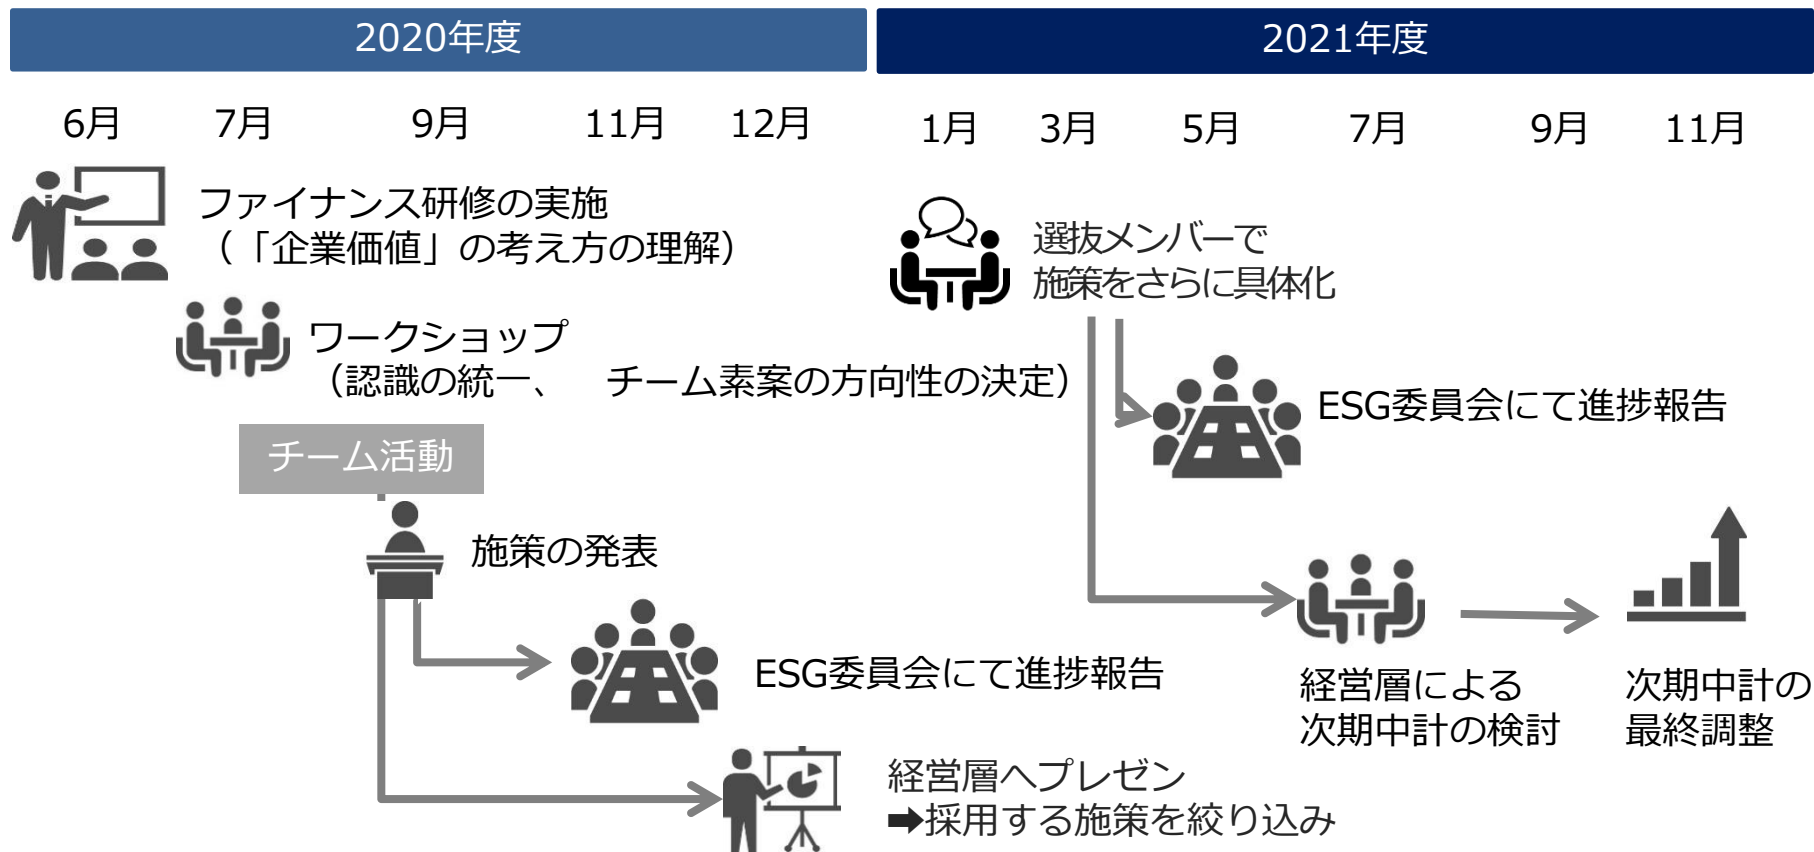 2020年度
2021年度
6月 7月 9月 11月 12月
1月 3月 5月 7月 9月 11月
ファイナンス研修の実施
（「企業価値」の考え方の理解）
ワークショップ
（認識の統一、　チーム素案の方向性の決定）
チーム活動
施策の発表
ESG委員会にて進捗報告
経営層へプレゼン
➡採用する施策を絞り込み
選抜メンバーで
施策をさらに具体化
ESG委員会にて進捗報告
経営層による
次期中計の検討
次期中計の
最終調整